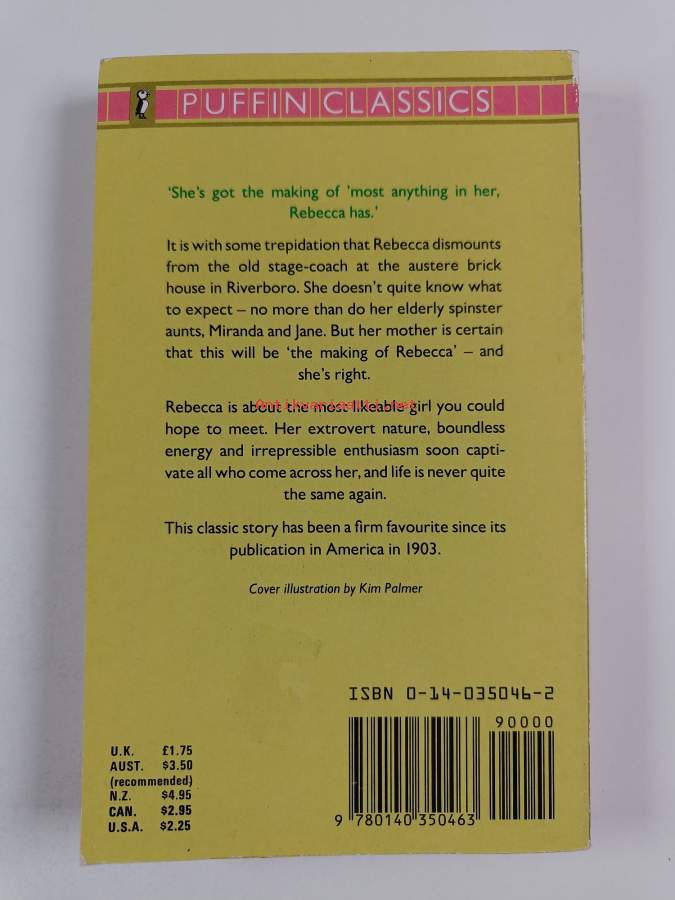 PUFFIN CLASSICS
‘She’s got the making of ’most anything in her,
Rebecca has.’
It is with some trepidation that Rebecca dismounts
from the old stage-coach at the austere brick
house in Riverboro. She doesn’t quite know what
to expect – no more than do her elderly spinster
aunts, Miranda and Jane. But her mother is certain
that this will be ‘the making of Rebecca’ – and
she’s right.
Rebecca is about the most likeable girl you could
Antikvariaatti.net
hope to meet. Her extrovert nature, boundless
energy and irrepressible enthusiasm soon capti-
vate all who come across her, and life is never quite
the same again.
This classic story has been a firm favourite since its
publication in America in 1903.
Cover illustration by Kim Palmer
ISBN 0-14-035046-2
90000
9 780140 350463
U.K. £1.75
AUST. $3.50
(recommended)
N.Z. $4.95
CAN. $2.95
U.S.A. $2.25